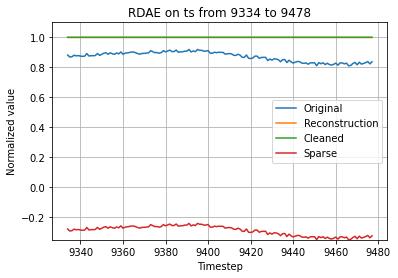 RDAE on ts from 9334 to 9478
Normalized value
1.0
0.8
0.6
0.4
0.2
0.0
−0.2
Original
Reconstruction
Cleaned
Sparse
9340 9360 9380 9400 9420 9440 9460 9480
Timestep